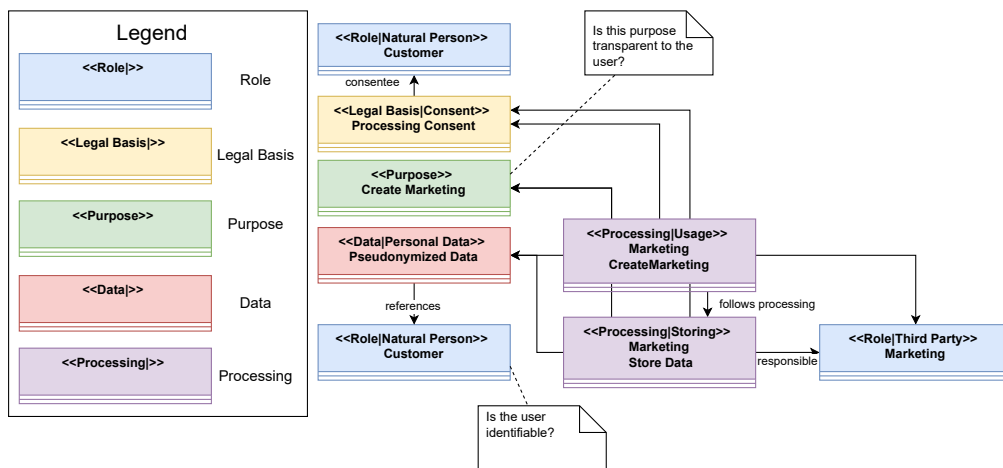 Legend
<<Role|>>
Role
<<Legal Basis|>>
Legal Basis
<<Purpose>>
Purpose
<<Data|>>
Data
<<Processing|>>
Processing
<<Role|Natural Person>>
Customer
consentee
<<Legal Basis|Consent>>
Processing Consent
<<Purpose>>
Create Marketing
<<Data|Personal Data>>
Pseudonymized Data
references
<<Role|Natural Person>>
Customer
Is this purpose
transparent to the
user?
<<Processing|Usage>>
Marketing
CreateMarketing
follows processing
<<Processing|Storing>>
Marketing
Store Data
responsible
<<Role|Third Party>>
Marketing
Is the user
identifiable?